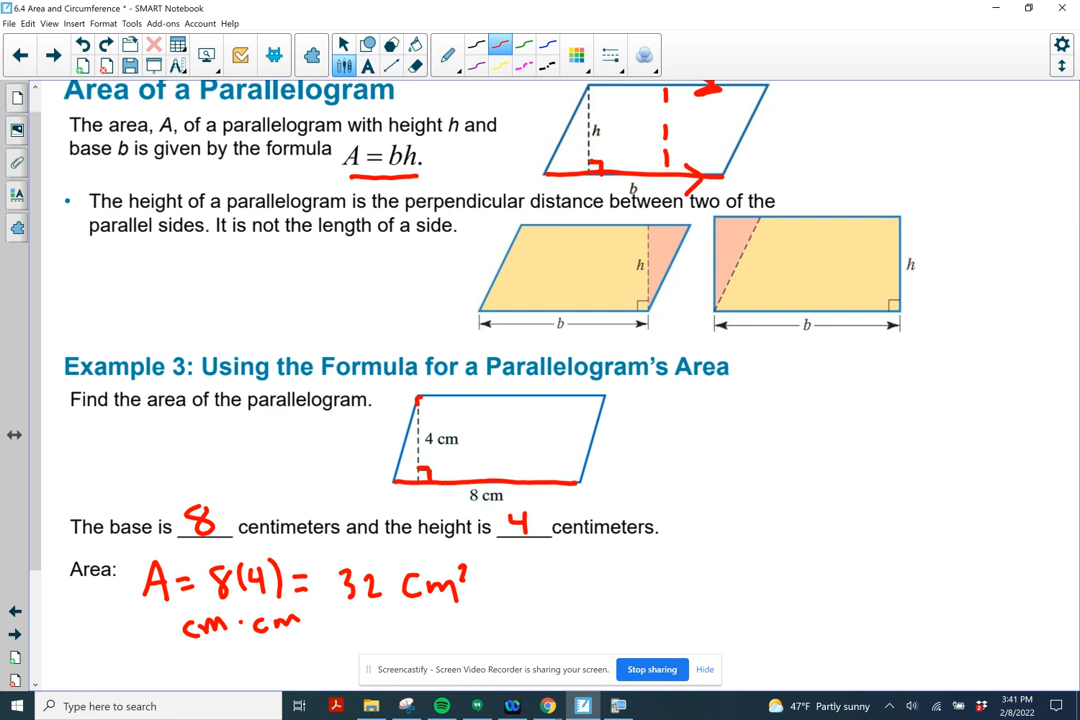 6.4 Area and Circumference * - SMART Notebook
File Edit View Insert Format Tools Add-ons Account Help
Area of a Parallelogram
The area, A, of a parallelogram with height h and
base b is given by the formula A = bh.
h
b
• The height of a parallelogram is the perpendicular distance between two of the
parallel sides. It is not the length of a side.
h
b
h
b
Example 3: Using the Formula for a Parallelogram's Area
Find the area of the parallelogram.
4 cm
8 cm
The base is 8 centimeters and the height is 4 centimeters.
Area: A = 8(4) = 32 cm²
cm · cm
Screencastify - Screen Video Recorder is sharing your screen. Stop sharing Hide
Type here to search
47°F Partly sunny
3:41 PM
2/8/2022